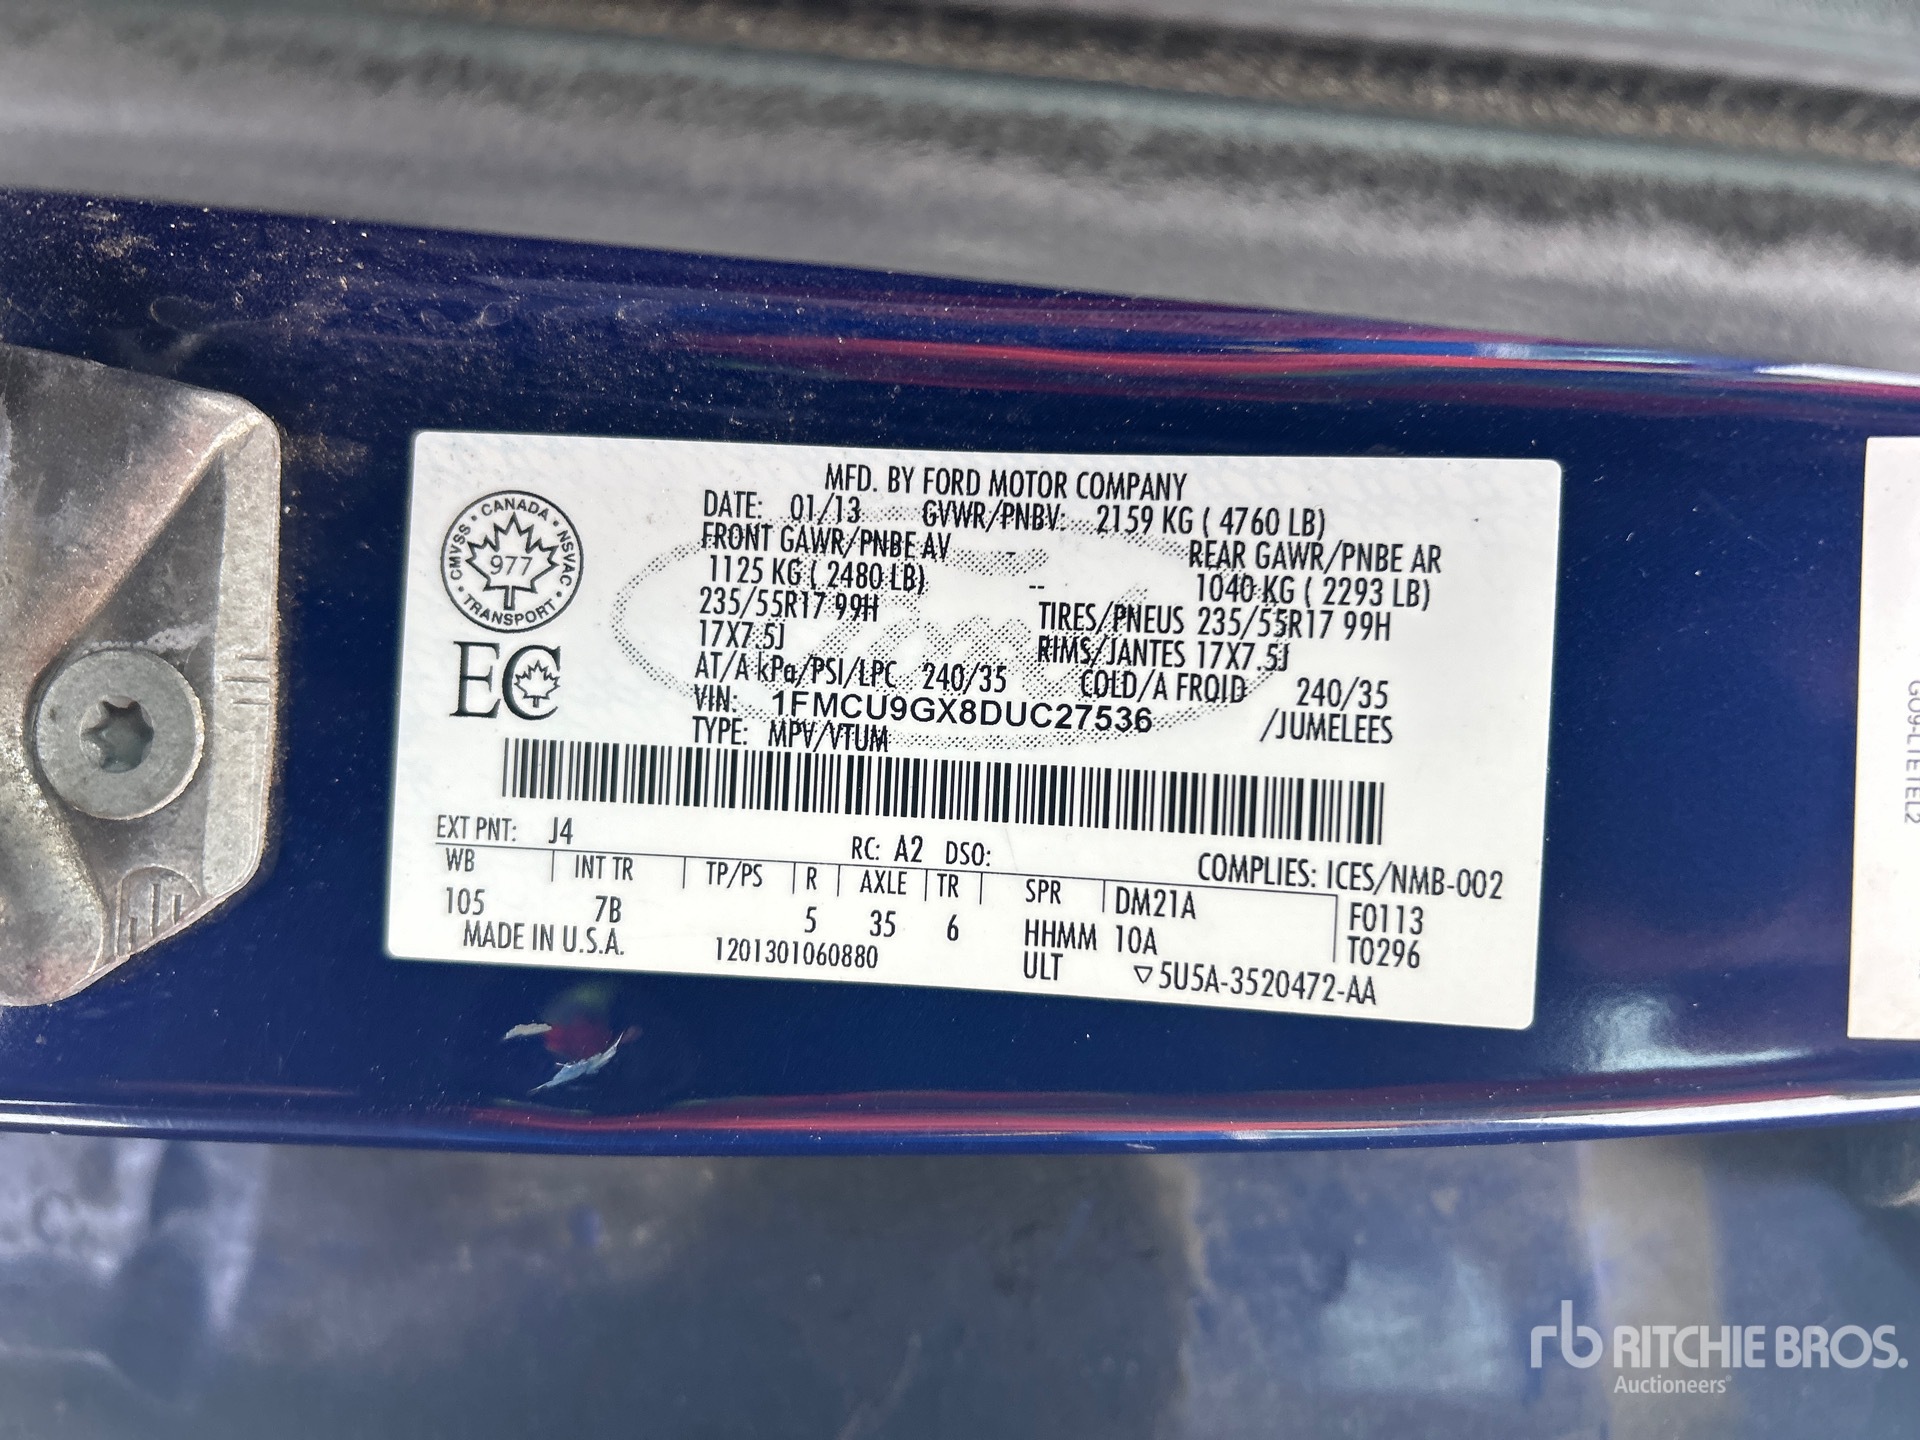 MFD. BY FORD MOTOR COMPANY
DATE: 01/13 GVWR/PNBV: 2159 KG ( 4760 LB)
FRONT GAWR/PNBE AV - REAR GAWR/PNBE AR
1125 KG ( 2480 LB) -- 1040 KG ( 2293 LB)
235/55R17 99H TIRES/PNEUS 235/55R17 99H
17X7.5J RIMS/JANTES 17X7.5J
AT/A kPa/PSI/LPC 240/35 COLD/A FROID 240/35
VIN: 1FMCU9GX8DUC27536 /JUMELEES
TYPE: MPV/VTUM
CMVSS · CANADA · NSVAC · TRANSPORT ·
977
EC
EXT PNT: J4 RC: A2 DSO: COMPLIES: ICES/NMB-002
WB INT TR TP/PS R AXLE TR SPR DM21A F0113
105 7B 5 35 6 HHMM 10A T0296
MADE IN U.S.A. 1201301060880 ULT ▽5U5A-3520472-AA
GU9-LTETEL2
rb RITCHIE BROS.
Auctioneers